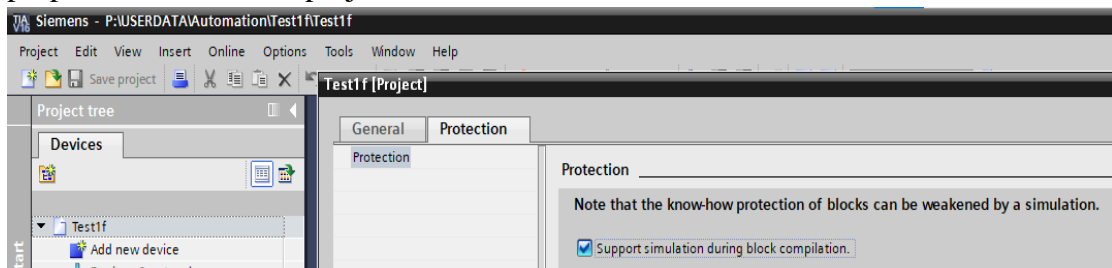 Siemens - P:\USERDATA\Automation\Test1f\Test1f
Project Edit View Insert Online Options Tools Window Help
Save project
Test1f [Project]
Project tree
General Protection
Devices
Protection
Protection
Note that the know-how protection of blocks can be weakened by a simulation.
Support simulation during block compilation.
Test1f
Add new device